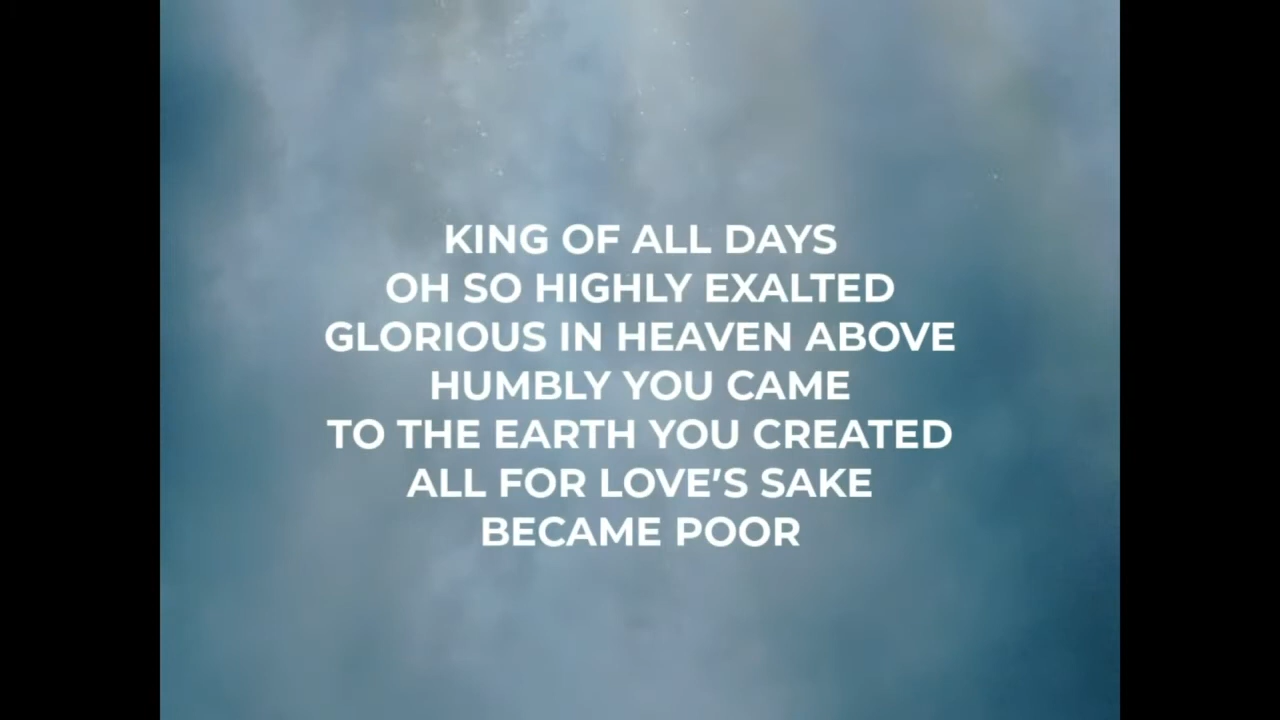 KING OF ALL DAYS
OH SO HIGHLY EXALTED
GLORIOUS IN HEAVEN ABOVE
HUMBLY YOU CAME
TO THE EARTH YOU CREATED
ALL FOR LOVE'S SAKE
BECAME POOR